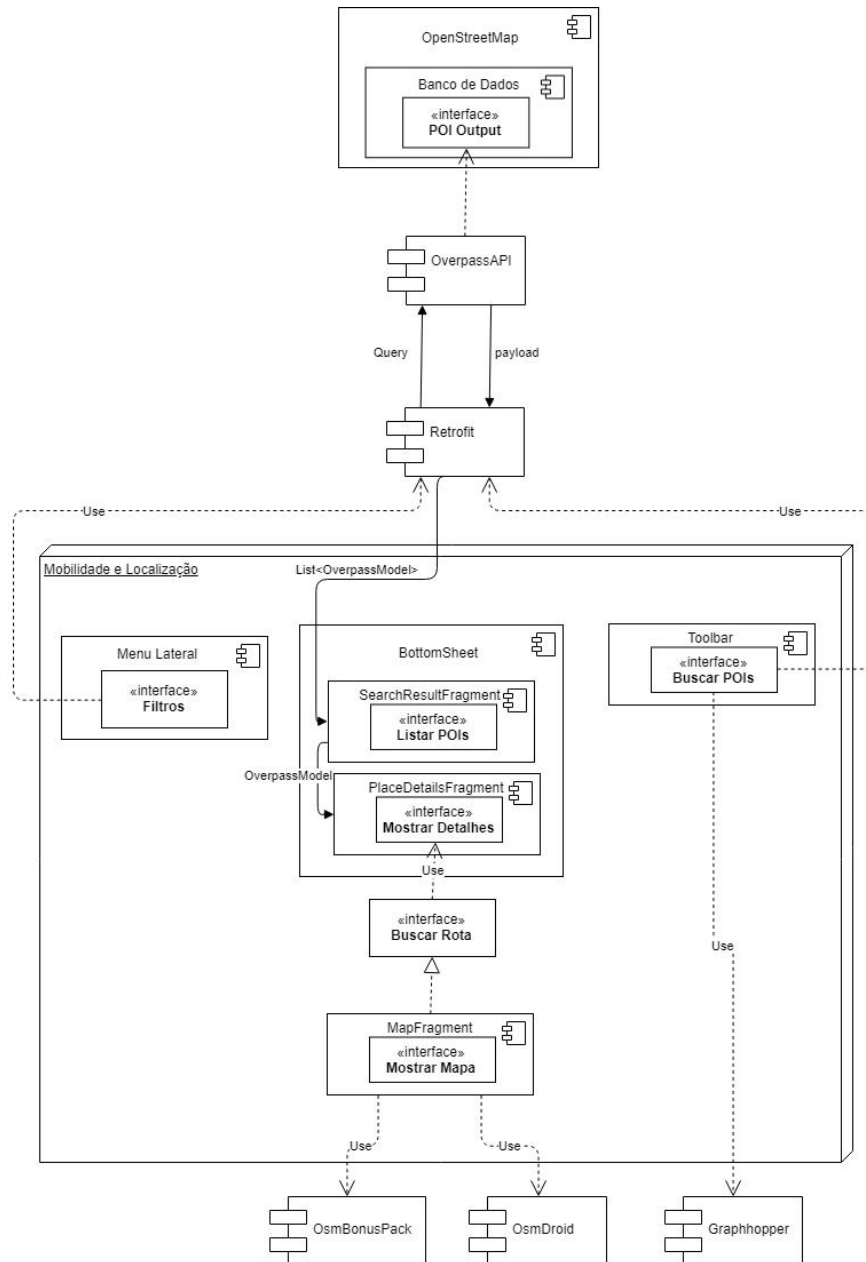 OpenStreetMap
Banco de Dados
«interface»
POI Output
OverpassAPI
Query
payload
Retrofit
Use
Use
Mobilidade e Localização
List<OverpassModel>
Menu Lateral
«interface»
Filtros
BottomSheet
SearchResultFragment
«interface»
Listar POIs
OverpassModel
PlaceDetailsFragment
«interface»
Mostrar Detalhes
Toolbar
«interface»
Buscar POIs
Use
«interface»
Buscar Rota
Use
MapFragment
«interface»
Mostrar Mapa
Use
Use
OsmBonusPack
OsmDroid
Graphhopper